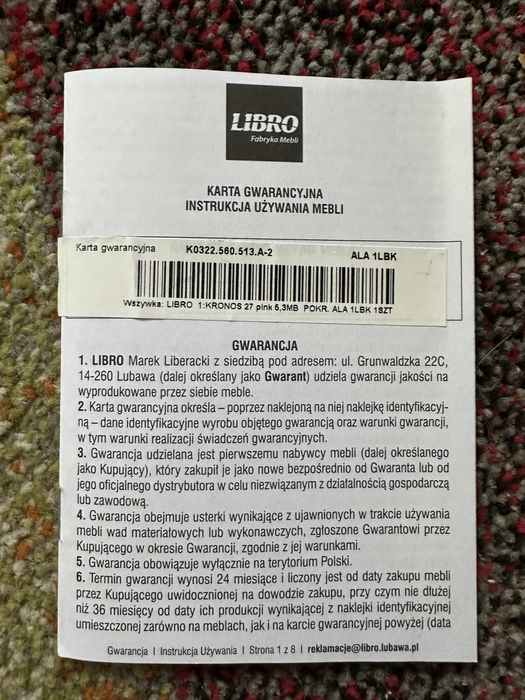 LIBRO
Fabryka Mebli
KARTA GWARANCYJNA
INSTRUKCJA UŻYWANIA MEBLI
Karta gwarancyjna K0322.560.513.A-2 ALA 1LBK
Wszywka: LIBRO 1:KRONOS 27 pink 5,3MB POKR. ALA 1LBK 1SZT
GWARANCJA
1. LIBRO Marek Liberacki z siedzibą pod adresem: ul. Grunwaldzka 22C,
14-260 Lubawa (dalej określany jako Gwarant) udziela gwarancji jakości na
wyprodukowane przez siebie meble.
2. Karta gwarancyjna określa – poprzez naklejoną na niej naklejkę identyfikacyj-
ną – dane identyfikacyjne wyrobu objętego gwarancją oraz warunki gwarancji,
w tym warunki realizacji świadczeń gwarancyjnych.
3. Gwarancja udzielana jest pierwszemu nabywcy mebli (dalej określanego
jako Kupujący), który zakupił je jako nowe bezpośrednio od Gwaranta lub od
jego oficjalnego dystrybutora w celu niezwiązanym z działalnością gospodarczą
lub zawodową.
4. Gwarancja obejmuje usterki wynikające z ujawnionych w trakcie używania
mebli wad materiałowych lub wykonawczych, zgłoszone Gwarantowi przez
Kupującego w okresie Gwarancji, zgodnie z jej warunkami.
5. Gwarancja obowiązuje wyłącznie na terytorium Polski.
6. Termin gwarancji wynosi 24 miesiące i liczony jest od daty zakupu mebli
przez Kupującego uwidocznionej na dowodzie zakupu, przy czym nie dłużej
niż 36 miesięcy od daty ich produkcji wynikającej z naklejki identyfikacyjnej
umieszczonej zarówno na meblach, jak i na karcie gwarancyjnej powyżej (data
Gwarancja I Instrukcja Używania I Strona 1 z 8 I reklamacje@libro.lubawa.pl